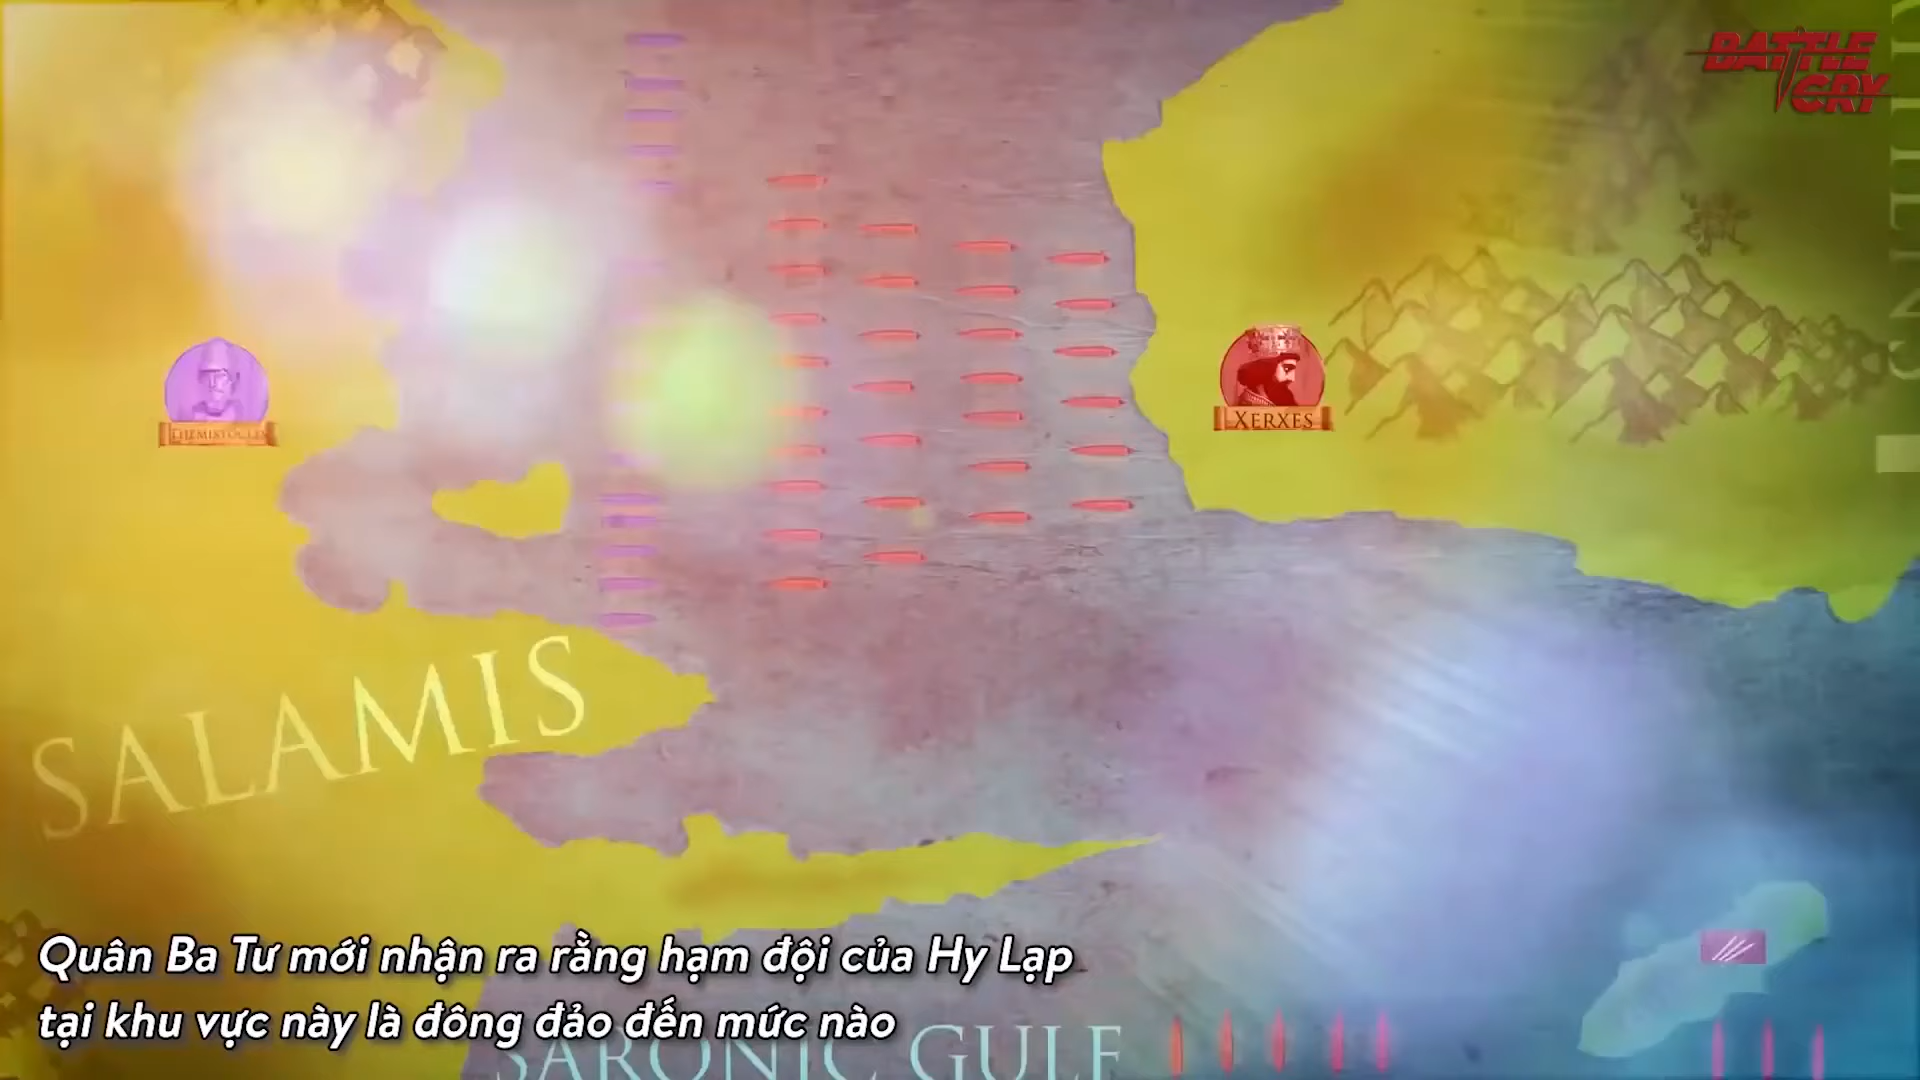 BATTLE
CRY
THEMISTOCLES
XERXES
SALAMIS
Quân Ba Tư mới nhận ra rằng hạm đội của Hy Lạp
tại khu vực này là đông đảo đến mức nào
SARONIC GULF